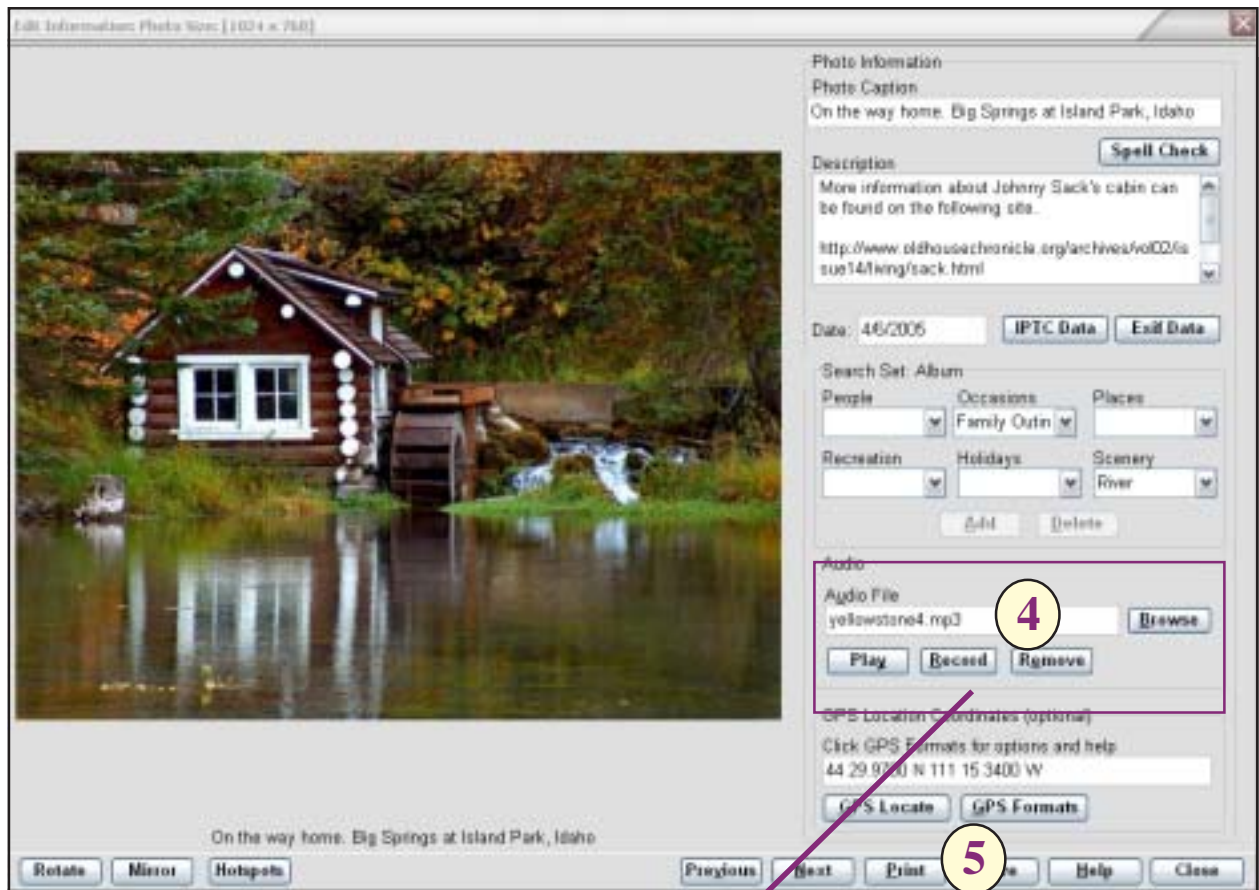 Edit Information: Photo Size: [1024 x 768]
Photo Information
Photo Caption
On the way home. Big Springs at Island Park, Idaho
Spell Check
Description
More information about Johnny Sack's cabin can
be found on the following site.
http://www.oldhousechronicle.org/archives/vol02/is
sue14/living/sack.html
Date: 4/6/2005 IPTC Data Exif Data
Search Set: Album
People Occasions Places
Family Outin
Recreation Holidays Scenery
River
Add Delete
Audio
Audio File
yellowstone4.mp3 4 Browse
Play Record Remove
GPS Location Coordinates (optional)
Click GPS Formats for options and help
44 29.9700 N 111 15.3400 W
GPS Locate GPS Formats
On the way home. Big Springs at Island Park, Idaho
Rotate Mirror Hotspots Previous Next Print 5 Help Close